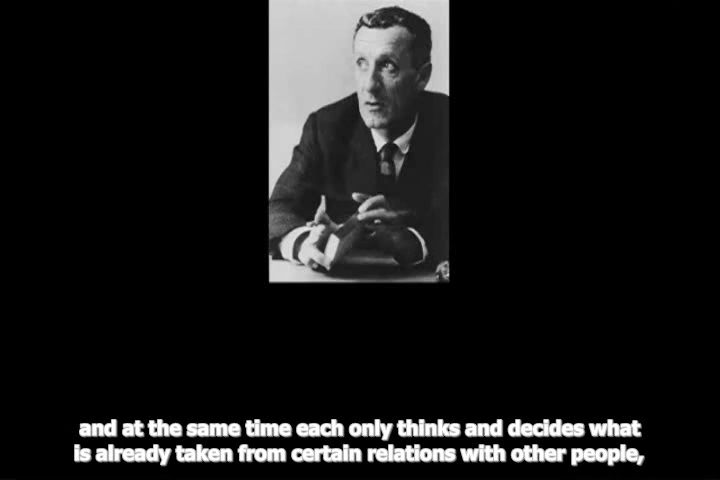 and at the same time each only thinks and decides what
is already taken from certain relations with other people,